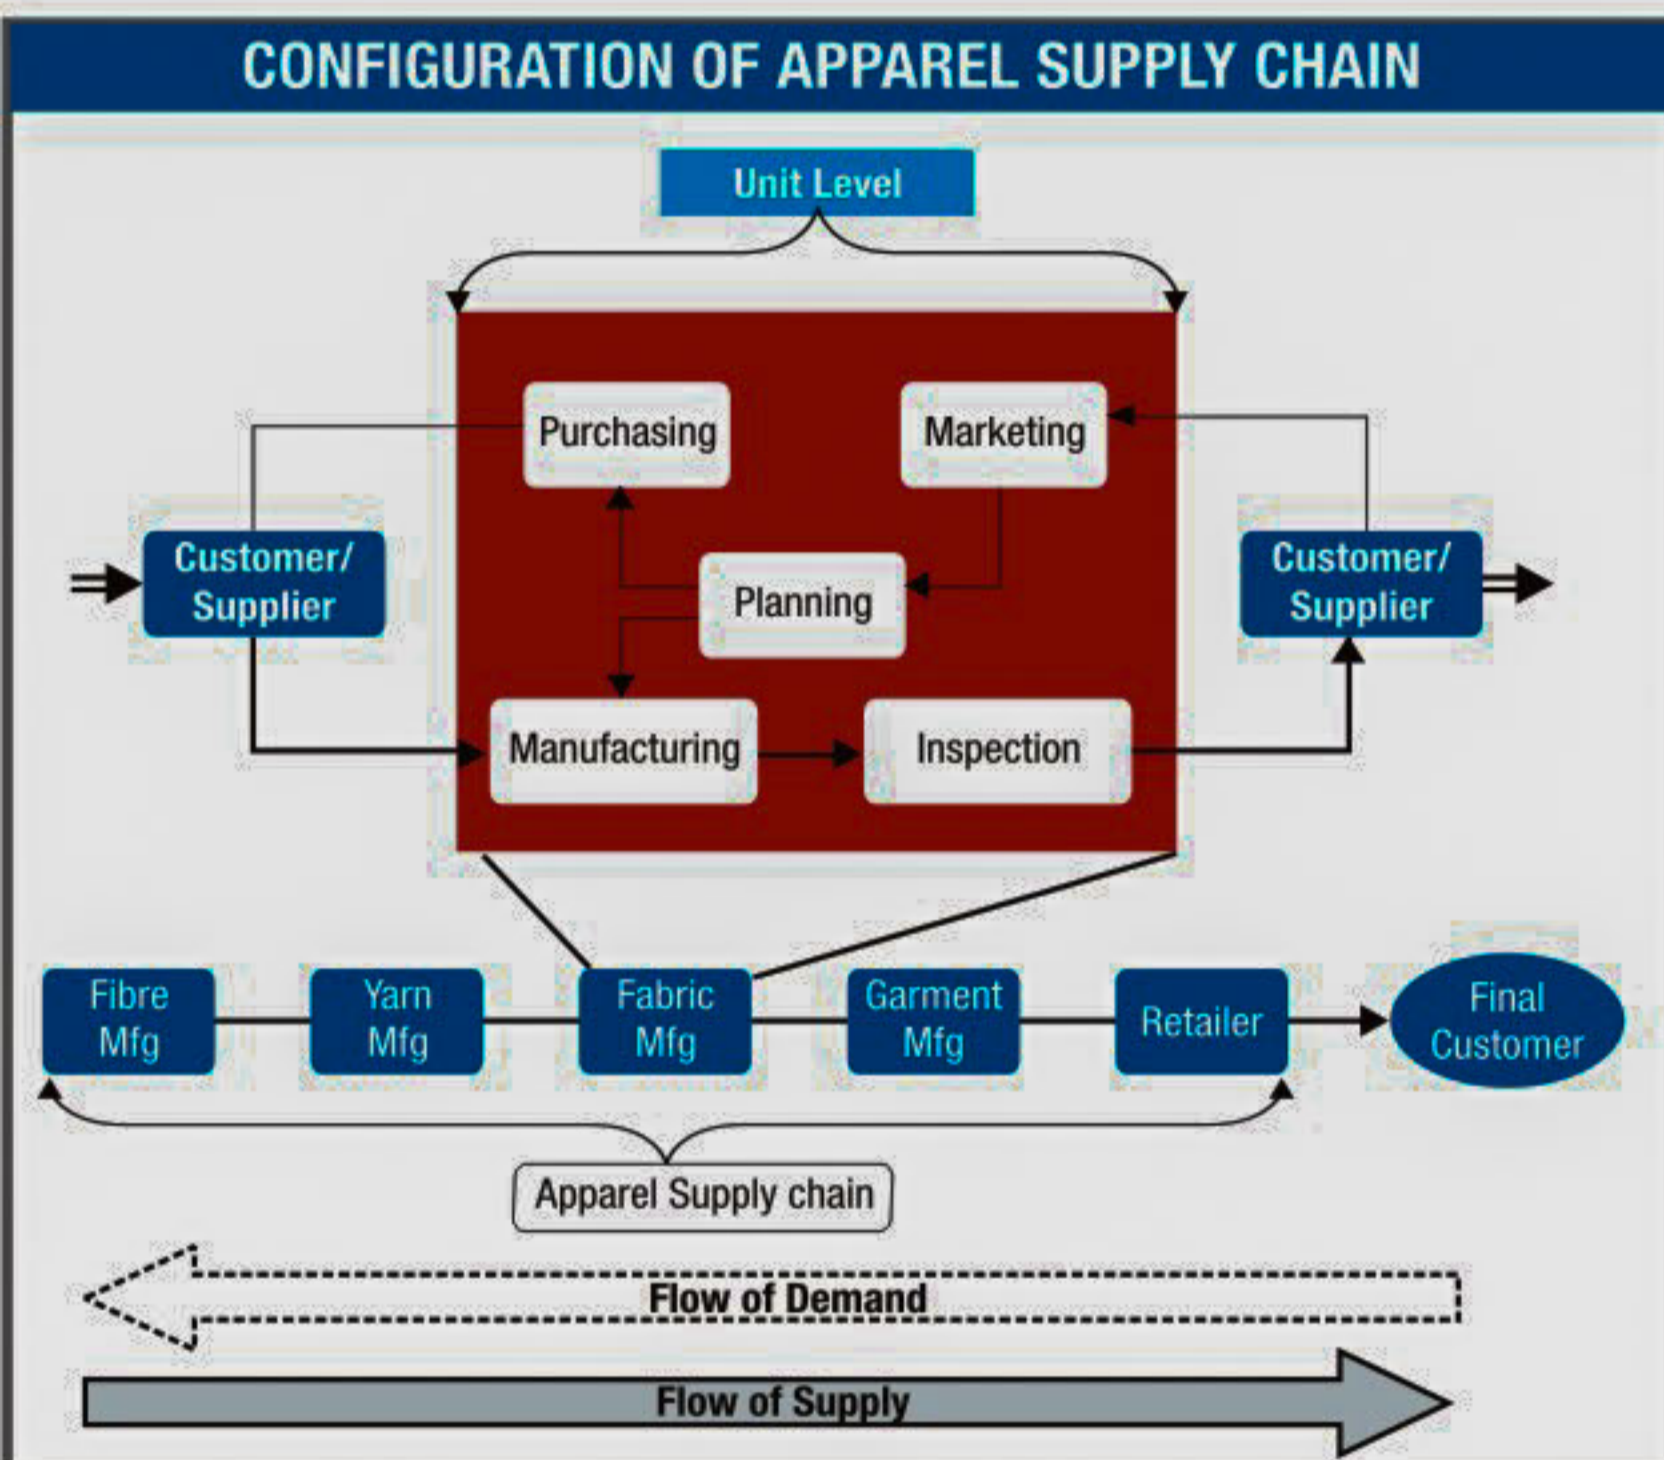 CONFIGURATION OF APPAREL SUPPLY CHAIN
Unit Level
Purchasing
Marketing
Customer/
Supplier
Planning
Customer/
Supplier
Manufacturing
Inspection
Fibre
Mfg
Yarn
Mfg
Fabric
Mfg
Garment
Mfg
Retailer
Final
Customer
Apparel Supply chain
Flow of Demand
Flow of Supply